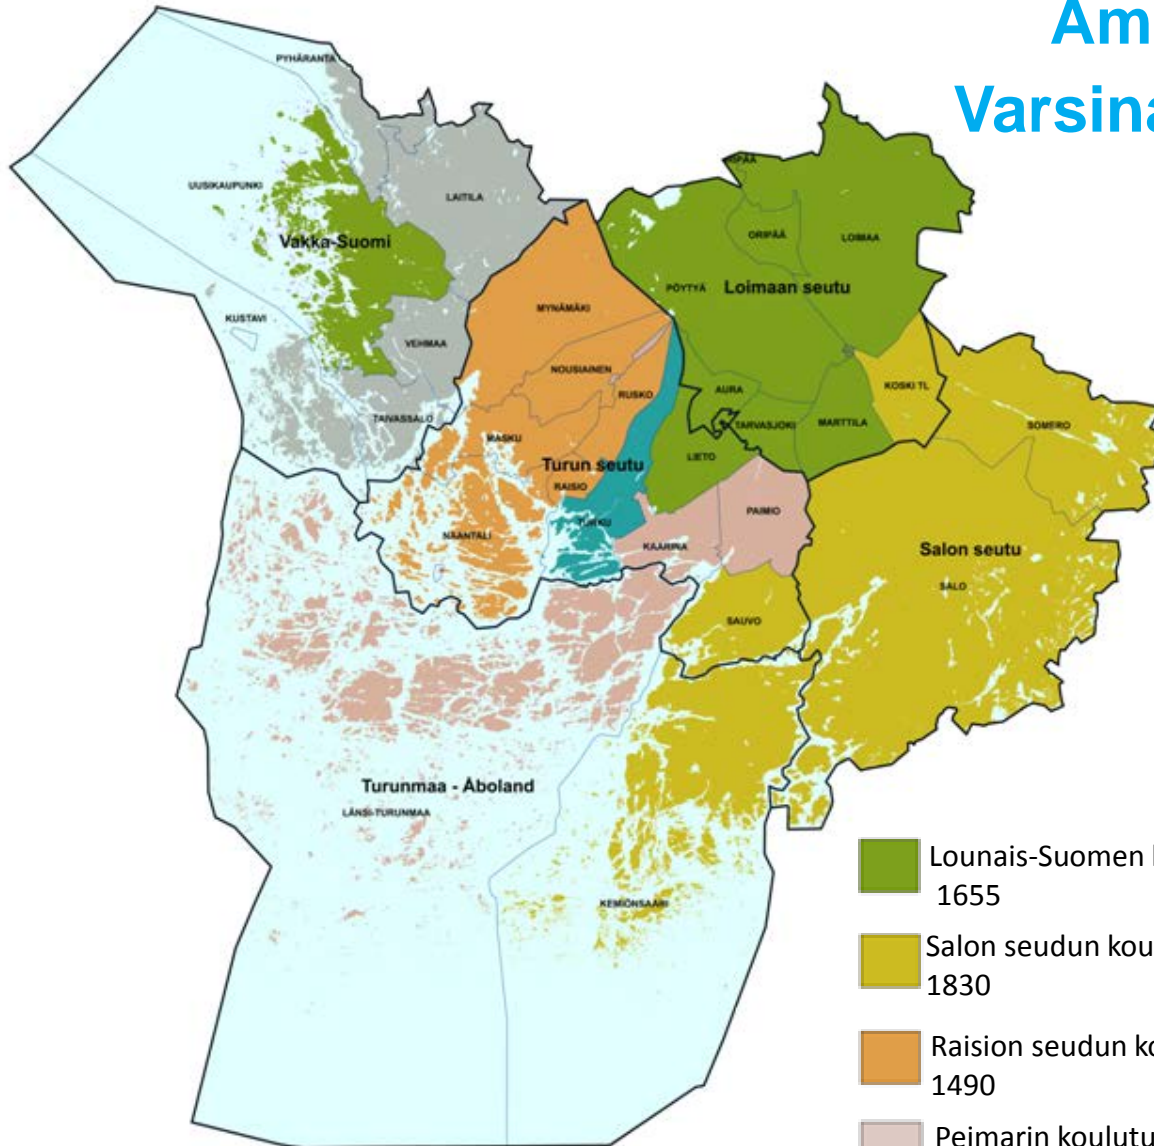 Am
Varsina
PYHÄRANTA
UUSIKAUPUNKI
LAITILA
Vakka-Suomi
KUSTAVI
VEHMAA
TAIVASSALO
MYNÄMÄKI
NOUSIAINEN
RUSKO
MASKU
Turun seutu
RAISIO
NAANTALI
TURKU
ORIPÄÄ
LOIMAA
PÖYTYÄ
Loimaan seutu
AURA
TARVASJOKI
MARTTILA
KOSKI TL
SOMERO
LIETO
PAIMIO
KAARINA
SAUVO
Salon seutu
SALO
Turunmaa - Åboland
LÄNSI-TURUNMAA
KEMIÖNSAARI
Lounais-Suomen
1655
Salon seudun kou
1830
Raision seudun ko
1490
Peimarin koulutu